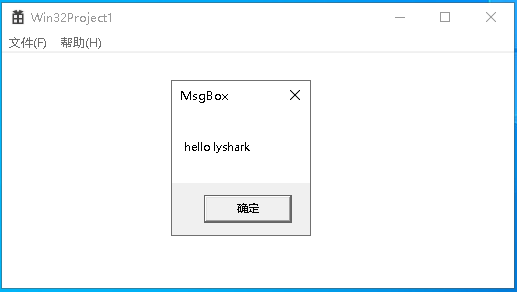 Win32Project1
文件(F) 帮助(H)
MsgBox
hello lyshark
确定